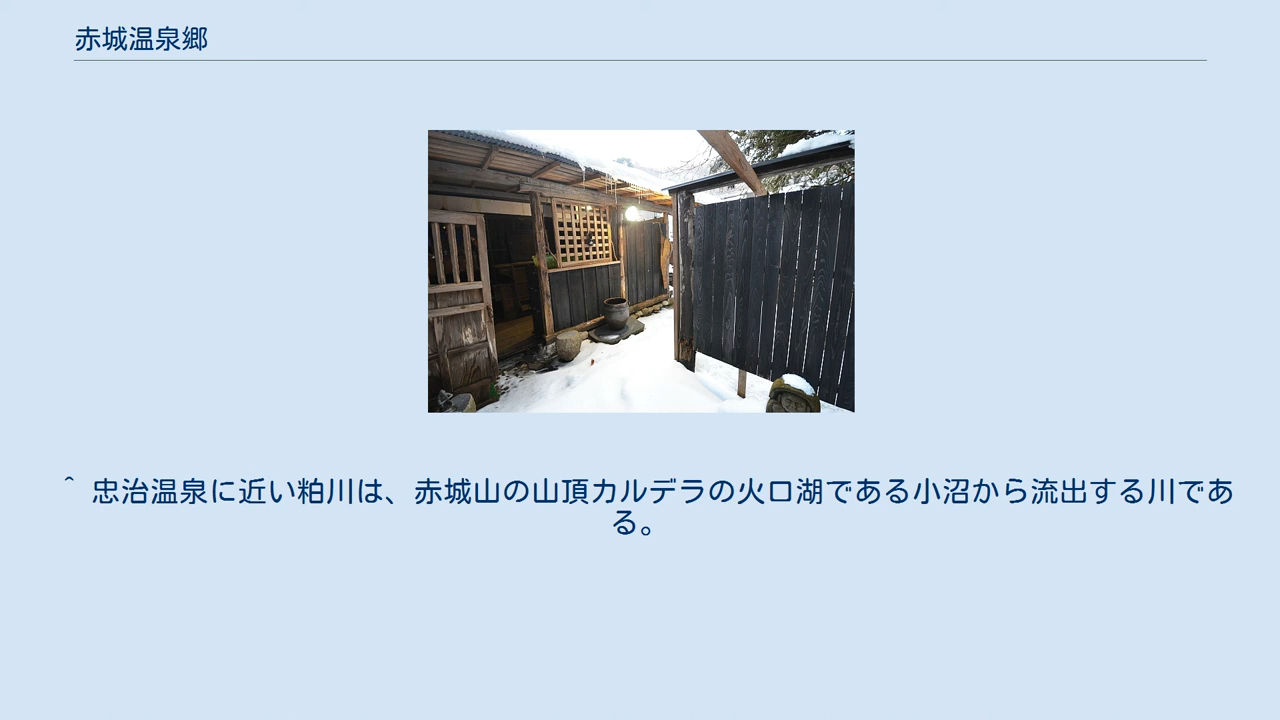 赤城温泉郷
^ 忠治温泉に近い粕川は、赤城山の山頂カルデラの火口湖である小沼から流出する川であ
る。